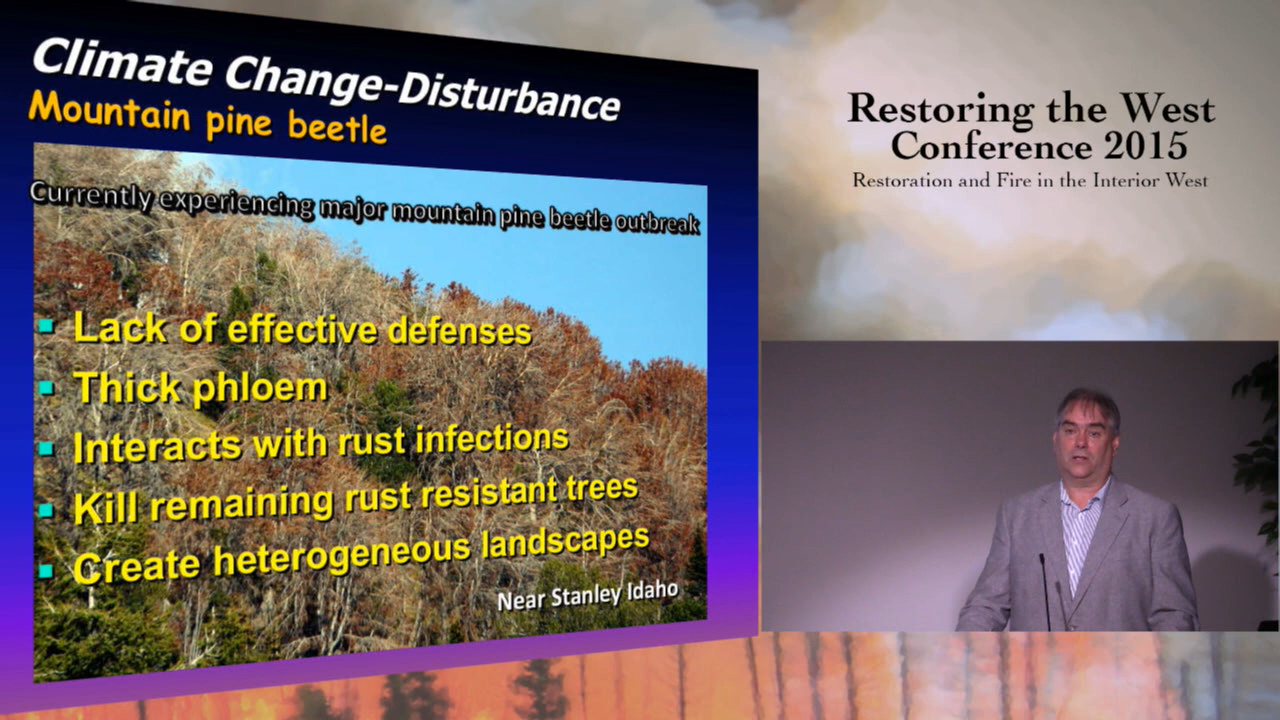 Climate Change-Disturbance
Mountain pine beetle
Currently experiencing major mountain pine beetle outbreak
Lack of effective defenses
Thick phloem
Interacts with rust infections
Kill remaining rust resistant trees
Create heterogeneous landscapes
Near Stanley Idaho
Restoring the West
Conference 2015
Restoration and Fire in the Interior West